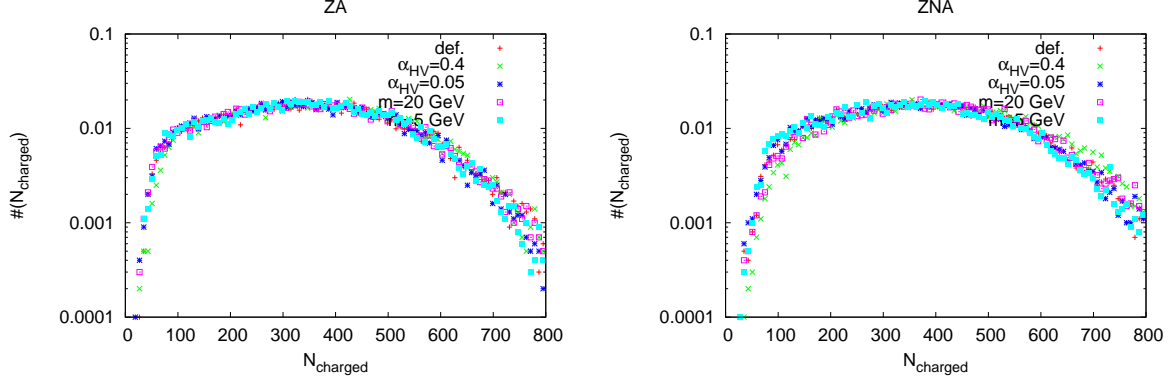 ZA
0.1
0.01
0.001
0.0001
#(N_charged)
0 100 200 300 400 500 600 700 800
N_charged
def.
α_HV=0.4
α_HV=0.05
m=20 GeV
GeV
ZNA
0.1
0.01
0.001
0.0001
#(N_charged)
0 100 200 300 400 500 600 700 800
N_charged
def.
α_HV=0.4
α_HV=0.05
m=20 GeV
GeV